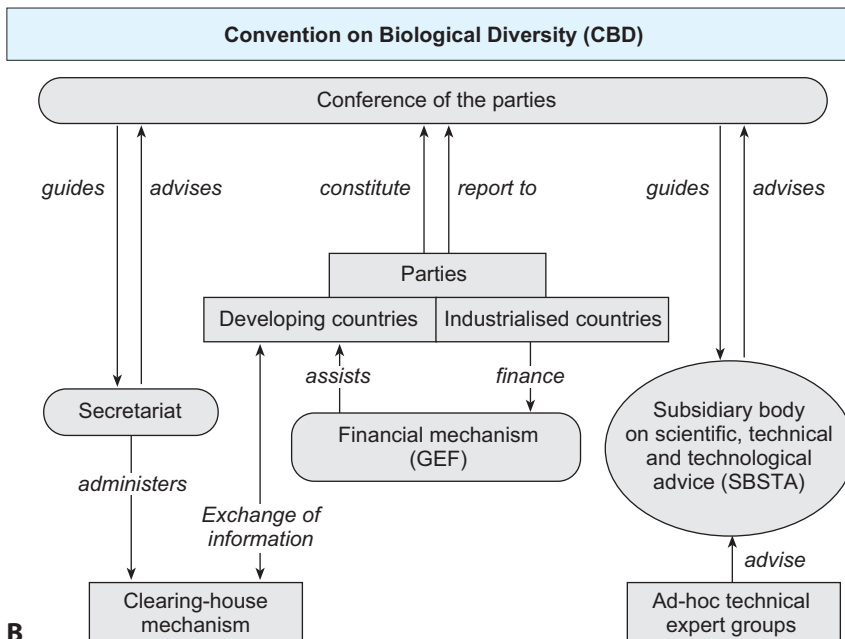 Convention on Biological Diversity (CBD)
Conference of the parties
guides
advises
constitute
report to
guides
advises
Parties
Developing countries
Industrialised countries
assists
finance
Secretariat
Financial mechanism
(GEF)
Subsidiary body
on scientific, technical
and technological
advice (SBSTA)
administers
Exchange of
information
advise
Clearing-house
mechanism
Ad-hoc technical
expert groups
B